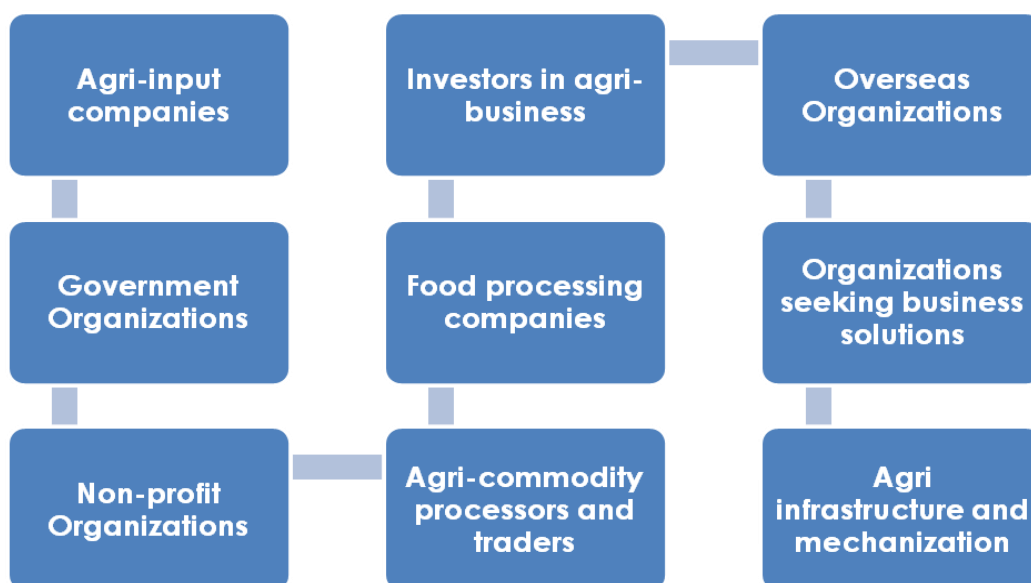 Agri-input
companies
Government
Organizations
Non-profit
Organizations
Agri-commodity
processors and
traders
Food processing
companies
Investors in agri-
business
Overseas
Organizations
Organizations
seeking business
solutions
Agri
infrastructure and
mechanization